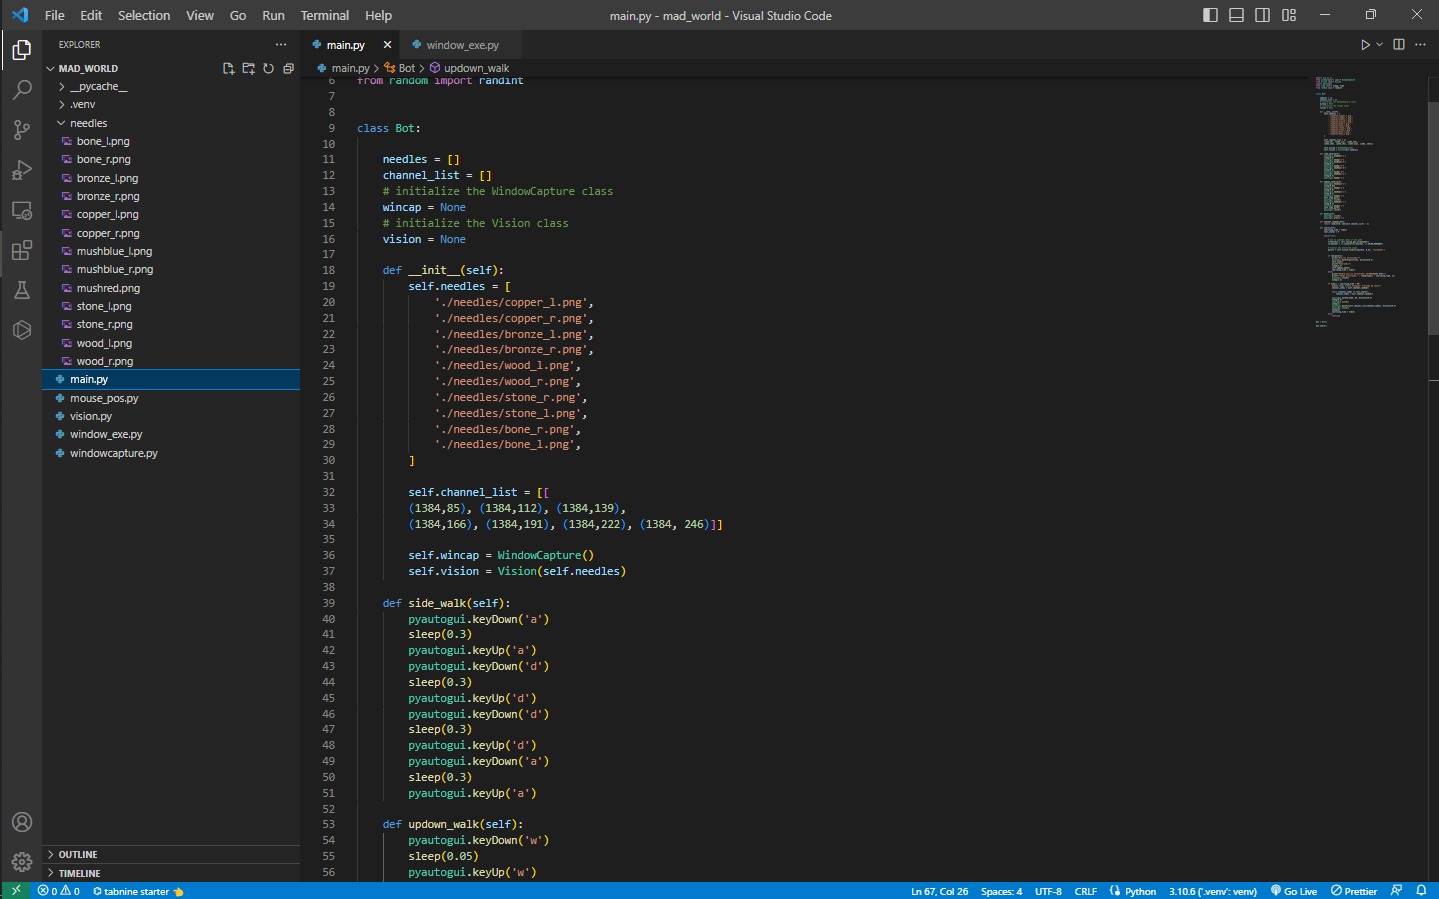 File Edit Selection View Go Run Terminal Help main.py - mad_world - Visual Studio Code
EXPLORER
main.py
window_exe.py
MAD_WORLD
main.py > Bot > updown_walk
__pycache__
.venv
needles
bone_l.png
bone_r.png
bronze_l.png
bronze_r.png
copper_l.png
copper_r.png
mushblue_l.png
mushblue_r.png
mushred.png
stone_l.png
stone_r.png
wood_l.png
wood_r.png
main.py
mouse_pos.py
vision.py
window_exe.py
windowcapture.py
OUTLINE
TIMELINE
6 from random import randint
7
8
9 class Bot:
10
11 needles = []
12 channel_list = []
13 # initialize the WindowCapture class
14 wincap = None
15 # initialize the Vision class
16 vision = None
17
18 def __init__(self):
19 self.needles = [
20 './needles/copper_l.png',
21 './needles/copper_r.png',
22 './needles/bronze_l.png',
23 './needles/bronze_r.png',
24 './needles/wood_l.png',
25 './needles/wood_r.png',
26 './needles/stone_r.png',
27 './needles/stone_l.png',
28 './needles/bone_r.png',
29 './needles/bone_l.png',
30 ]
31
32 self.channel_list = [[
33 (1384,85), (1384,112), (1384,139),
34 (1384,166), (1384,191), (1384,222), (1384, 246)]]
35
36 self.wincap = WindowCapture()
37 self.vision = Vision(self.needles)
38
39 def side_walk(self):
40 pyautogui.keyDown('a')
41 sleep(0.3)
42 pyautogui.keyUp('a')
43 pyautogui.keyDown('d')
44 sleep(0.3)
45 pyautogui.keyUp('d')
46 pyautogui.keyDown('d')
47 sleep(0.3)
48 pyautogui.keyUp('d')
49 pyautogui.keyDown('a')
50 sleep(0.3)
51 pyautogui.keyUp('a')
52
53 def updown_walk(self):
54 pyautogui.keyDown('w')
55 sleep(0.05)
56 pyautogui.keyUp('w')
0 0 tabnine starter Ln 67, Col 26 Spaces: 4 UTF-8 CRLF Python 3.10.6 ('.venv': venv) Go Live Prettier